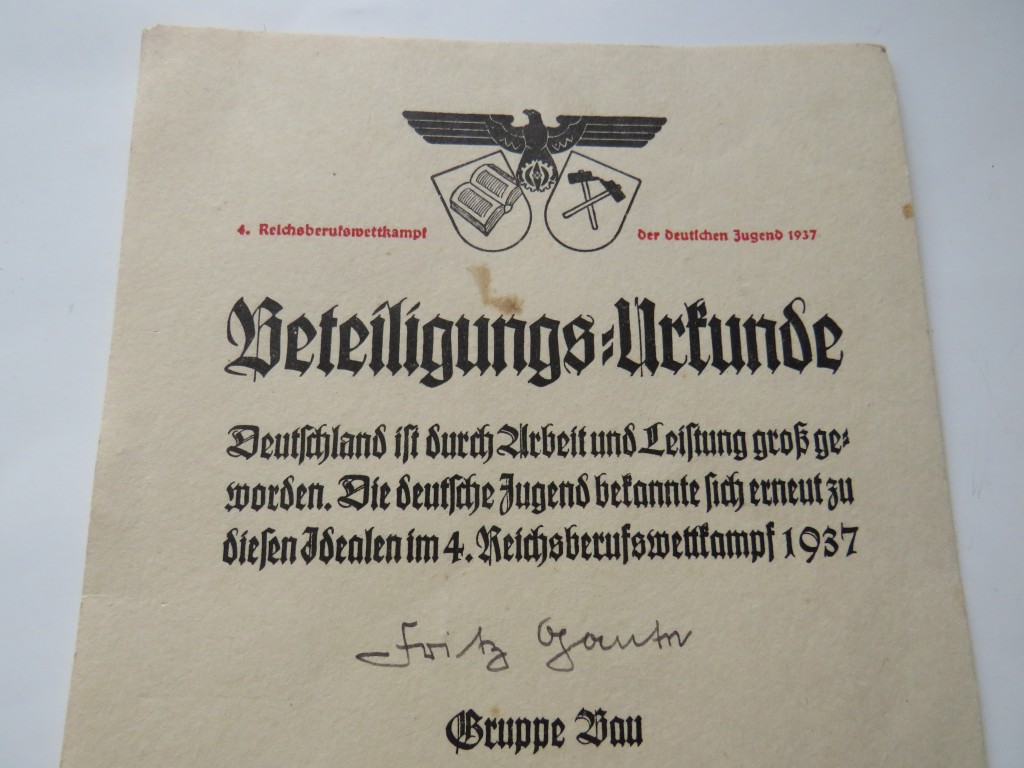 4. Reichsberufswettkampf der deutschen Jugend 1937
Beteiligungs-Urkunde
Deutschland ist durch Arbeit und Leistung groß ge-
worden. Die deutsche Jugend bekannte sich erneut zu
diesen Idealen im 4. Reichsberufswettkampf 1937
Fritz
Gruppe Bau